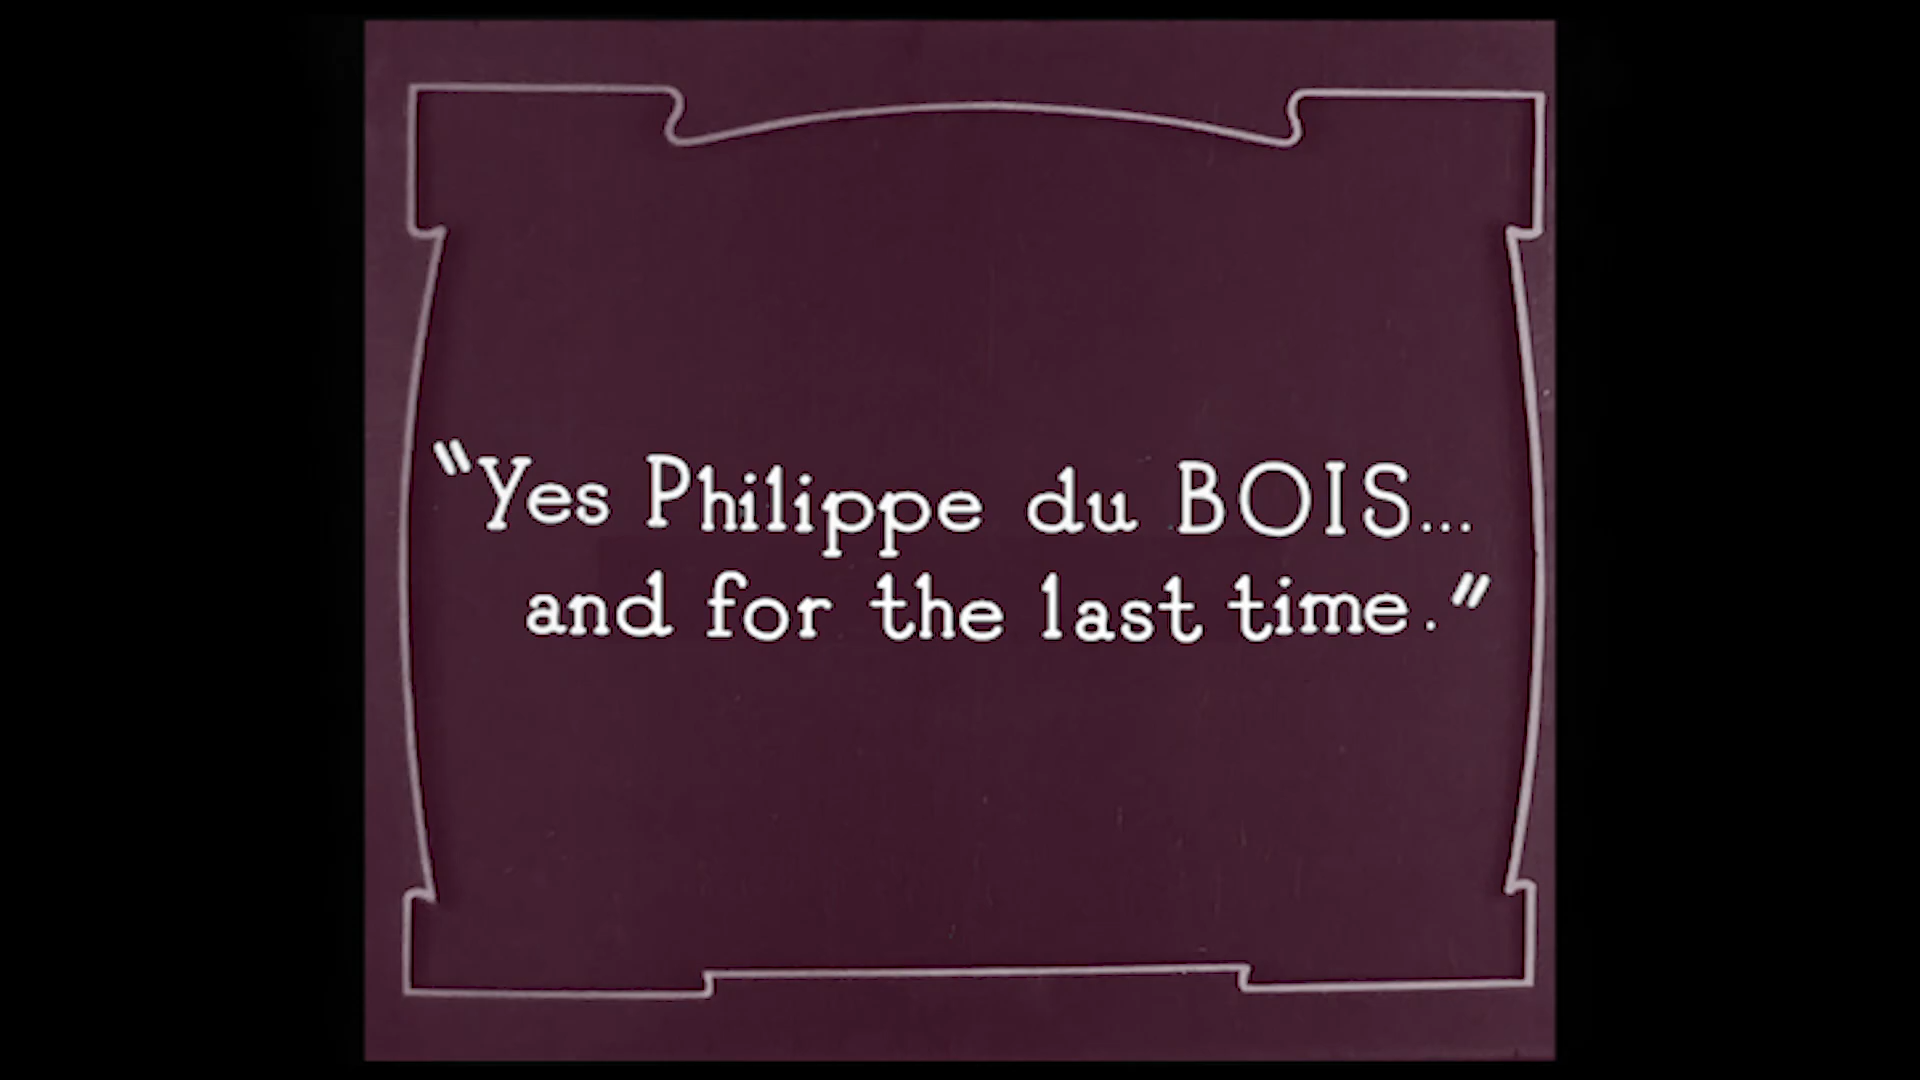 "Yes Philippe du BOIS...
and for the last time."